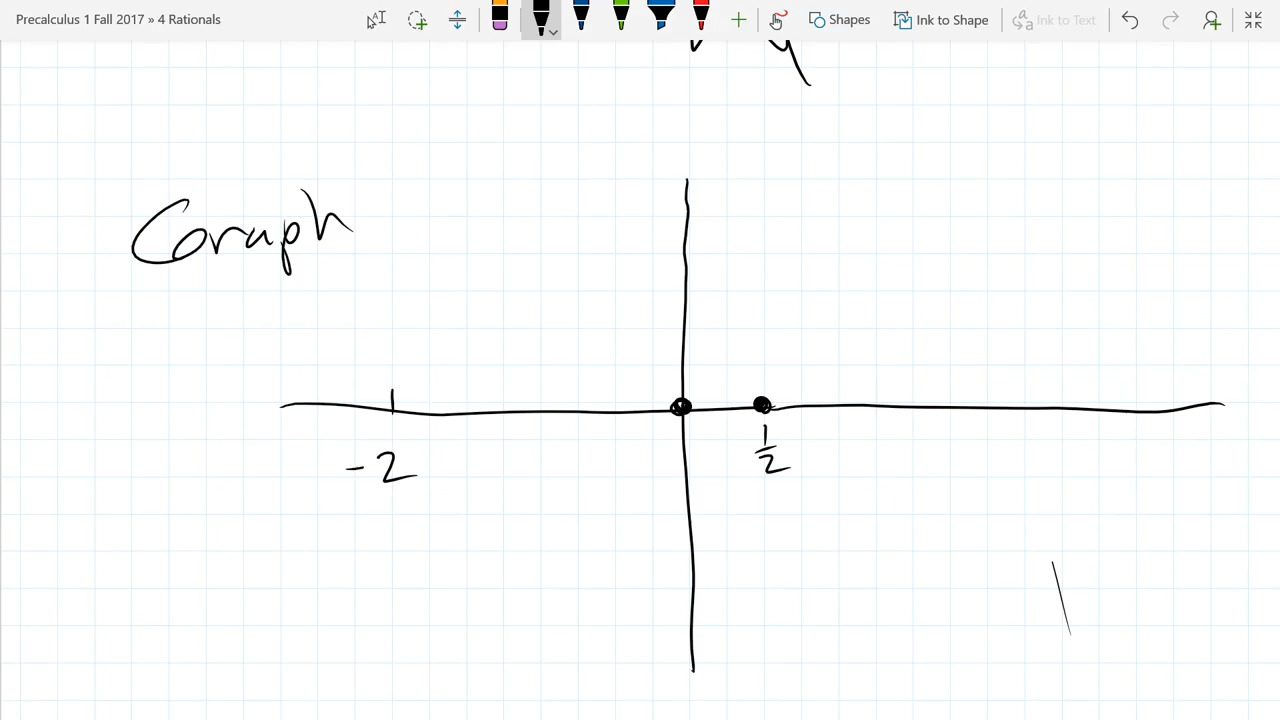 Precalculus 1 Fall 2017 » 4 Rationals
Shapes
Ink to Shape
Ink to Text
Graph
-2
1/2